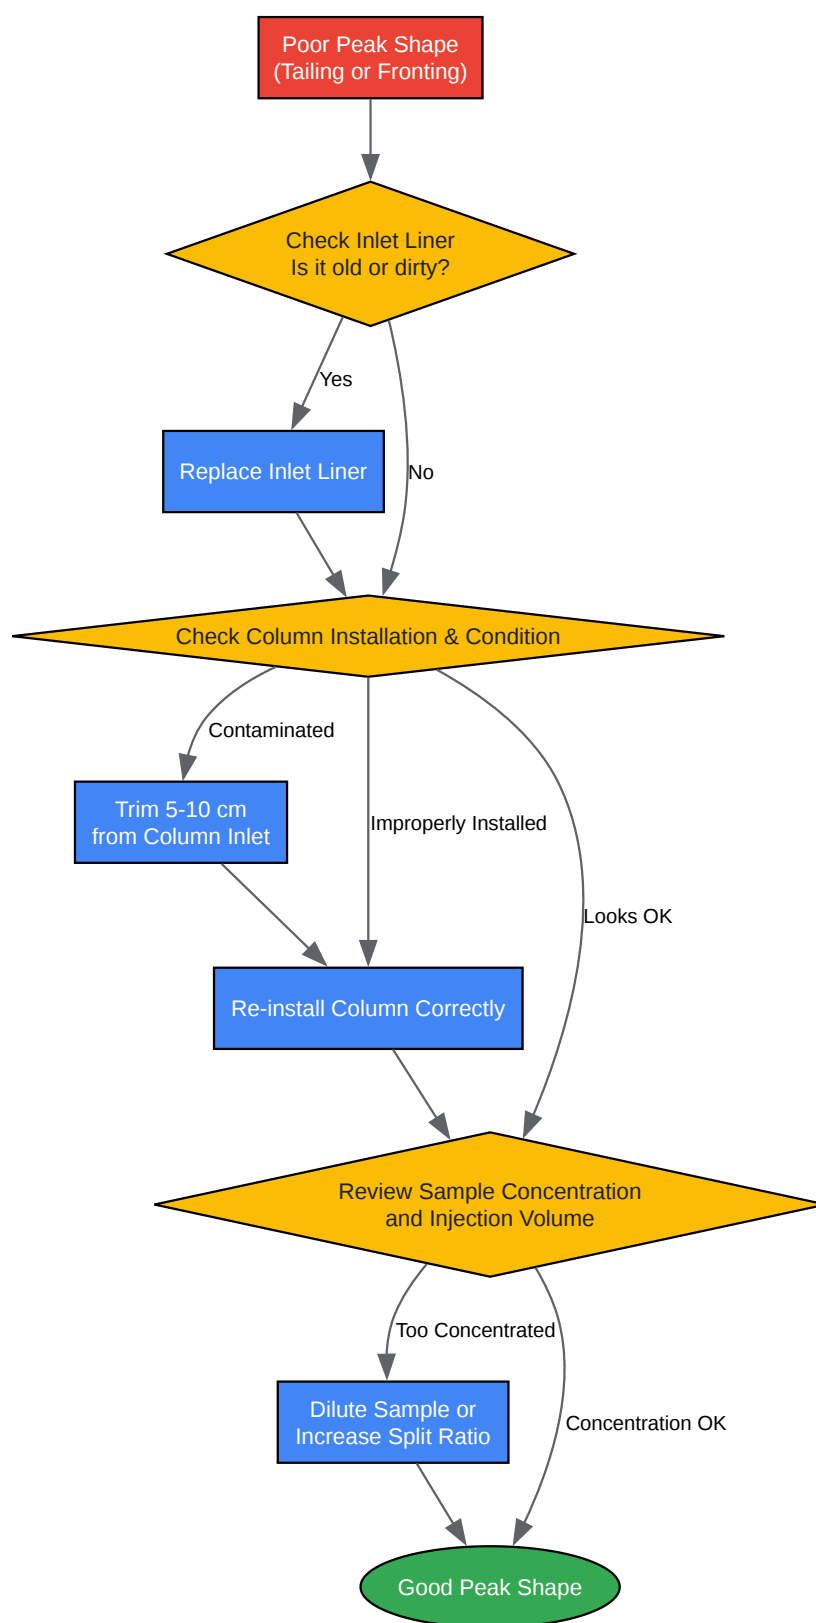 Poor Peak Shape
(Tailing or Fronting)
Check Inlet Liner
Is it old or dirty?
Yes
Replace Inlet Liner
No
Check Column Installation & Condition
Contaminated
Trim 5-10 cm
from Column Inlet
Improperly Installed
Looks OK
Re-install Column Correctly
Review Sample Concentration
and Injection Volume
Too Concentrated
Dilute Sample or
Increase Split Ratio
Concentration OK
Good Peak Shape